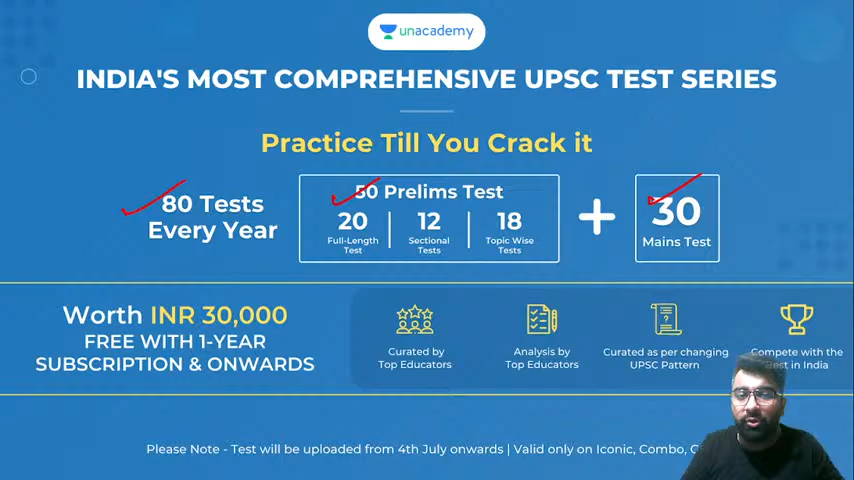 unacademy
INDIA'S MOST COMPREHENSIVE UPSC TEST SERIES
Practice Till You Crack it
80 Tests
Every Year
50 Prelims Test
20
Full-Length
Test
12
Sectional
Tests
18
Topic Wise
Tests
+
30
Mains Test
Worth INR 30,000
FREE WITH 1-YEAR
SUBSCRIPTION & ONWARDS
Curated by
Top Educators
Analysis by
Top Educators
Curated as per changing
UPSC Pattern
Compete with the
in India
Please Note - Test will be uploaded from 4th July onwards | Valid only on Iconic, Combo,